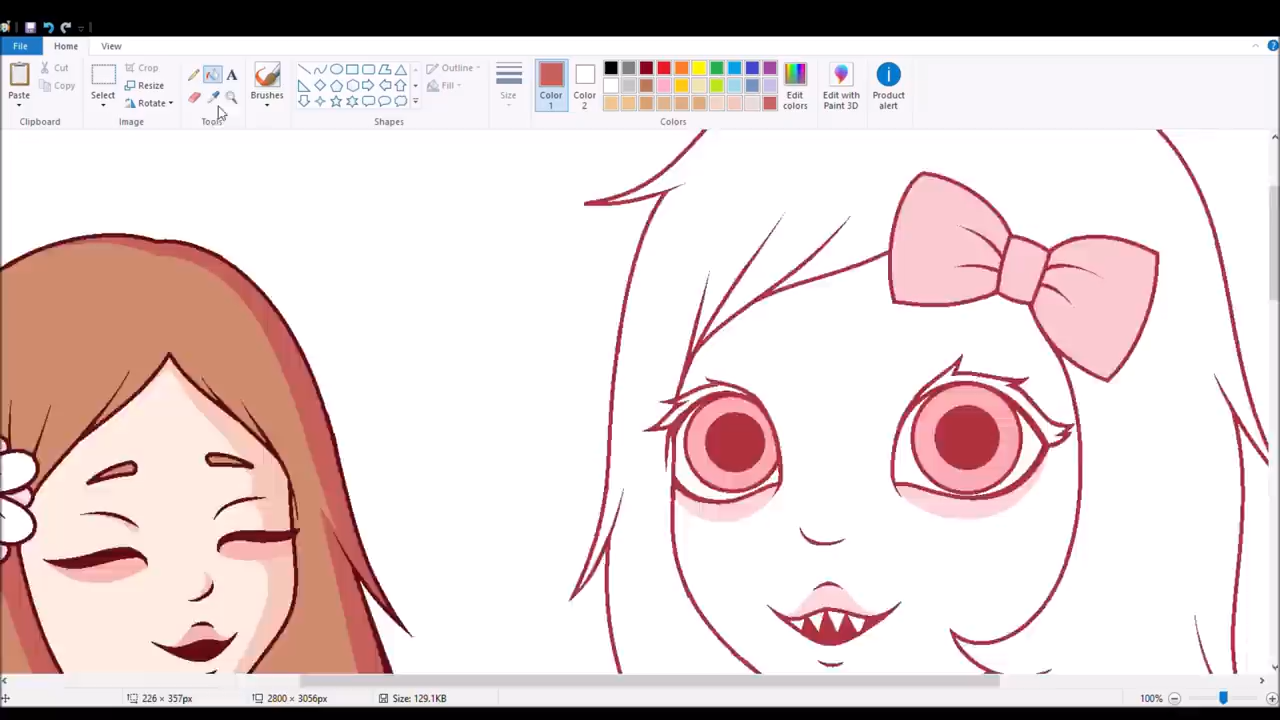 File Home View
Paste
Cut
Copy
Clipboard
Select
Crop
Resize
Rotate
Image
A
Tools
Brushes
Shapes
Outline
Fill
Size
Color 1
Color 2
Edit colors
Colors
Edit with Paint 3D
Product alert
226 × 357px
2800 × 3056px
Size: 129.1KB
100%